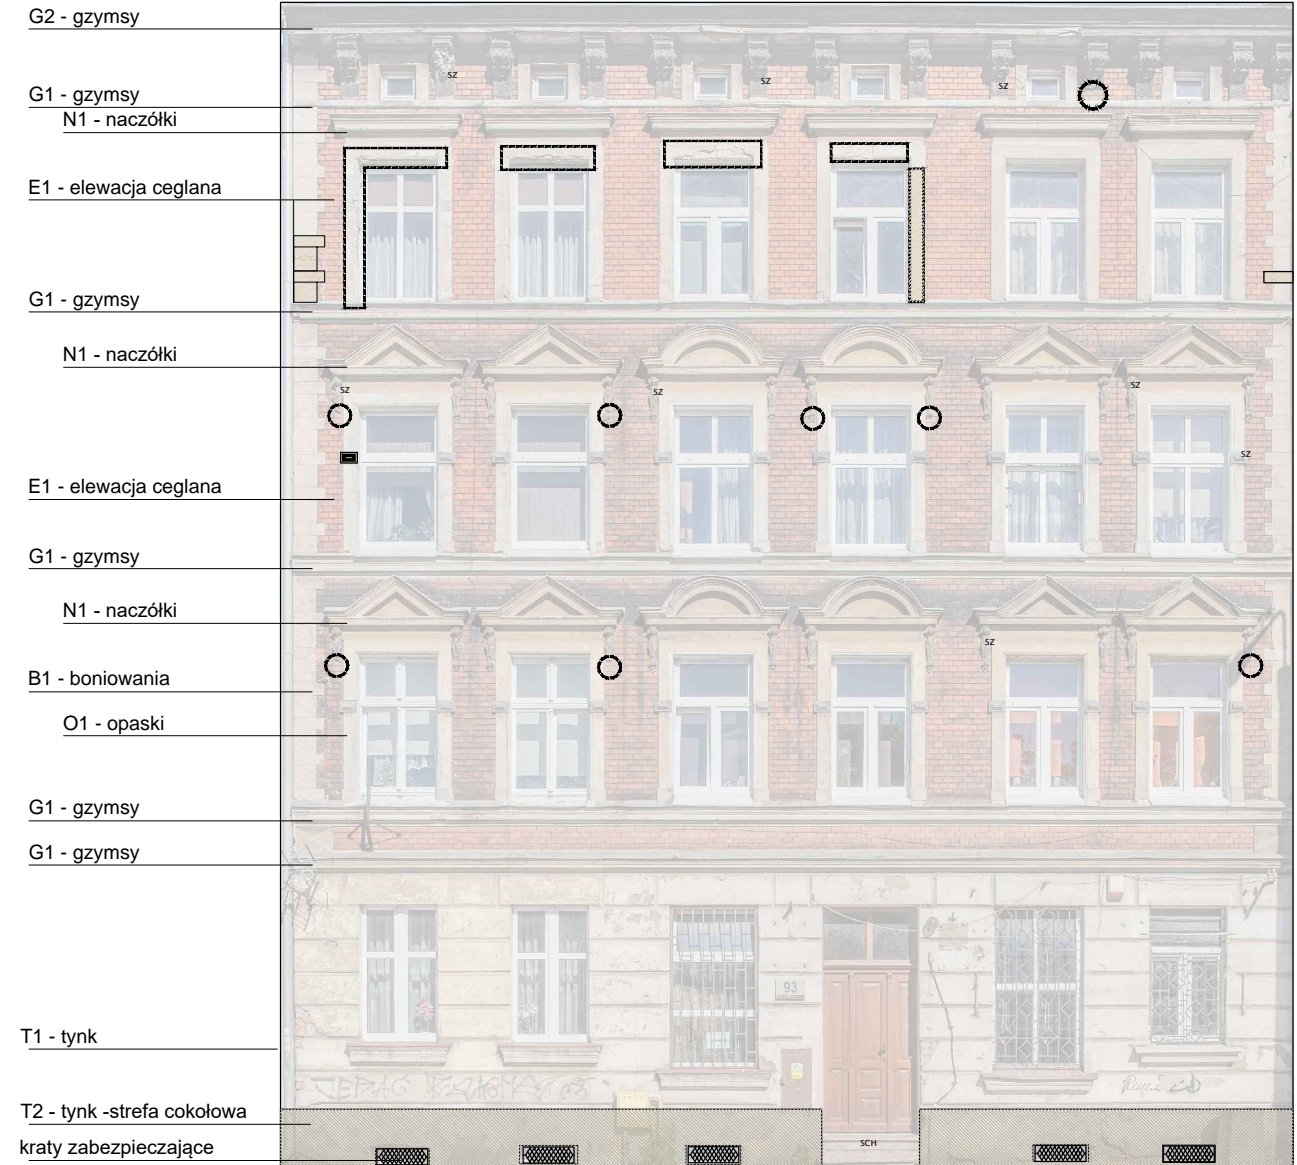 G2 - gzymsy
SZ
SZ
SZ
G1 - gzymsy
N1 - naczółki
E1 - elewacja ceglana
G1 - gzymsy
N1 - naczółki
SZ
SZ
SZ
SZ
E1 - elewacja ceglana
G1 - gzymsy
N1 - naczółki
SZ
B1 - boniowania
O1 - opaski
G1 - gzymsy
G1 - gzymsy
93
T1 - tynk
T2 - tynk -strefa cokołowa
SCH
kraty zabezpieczające